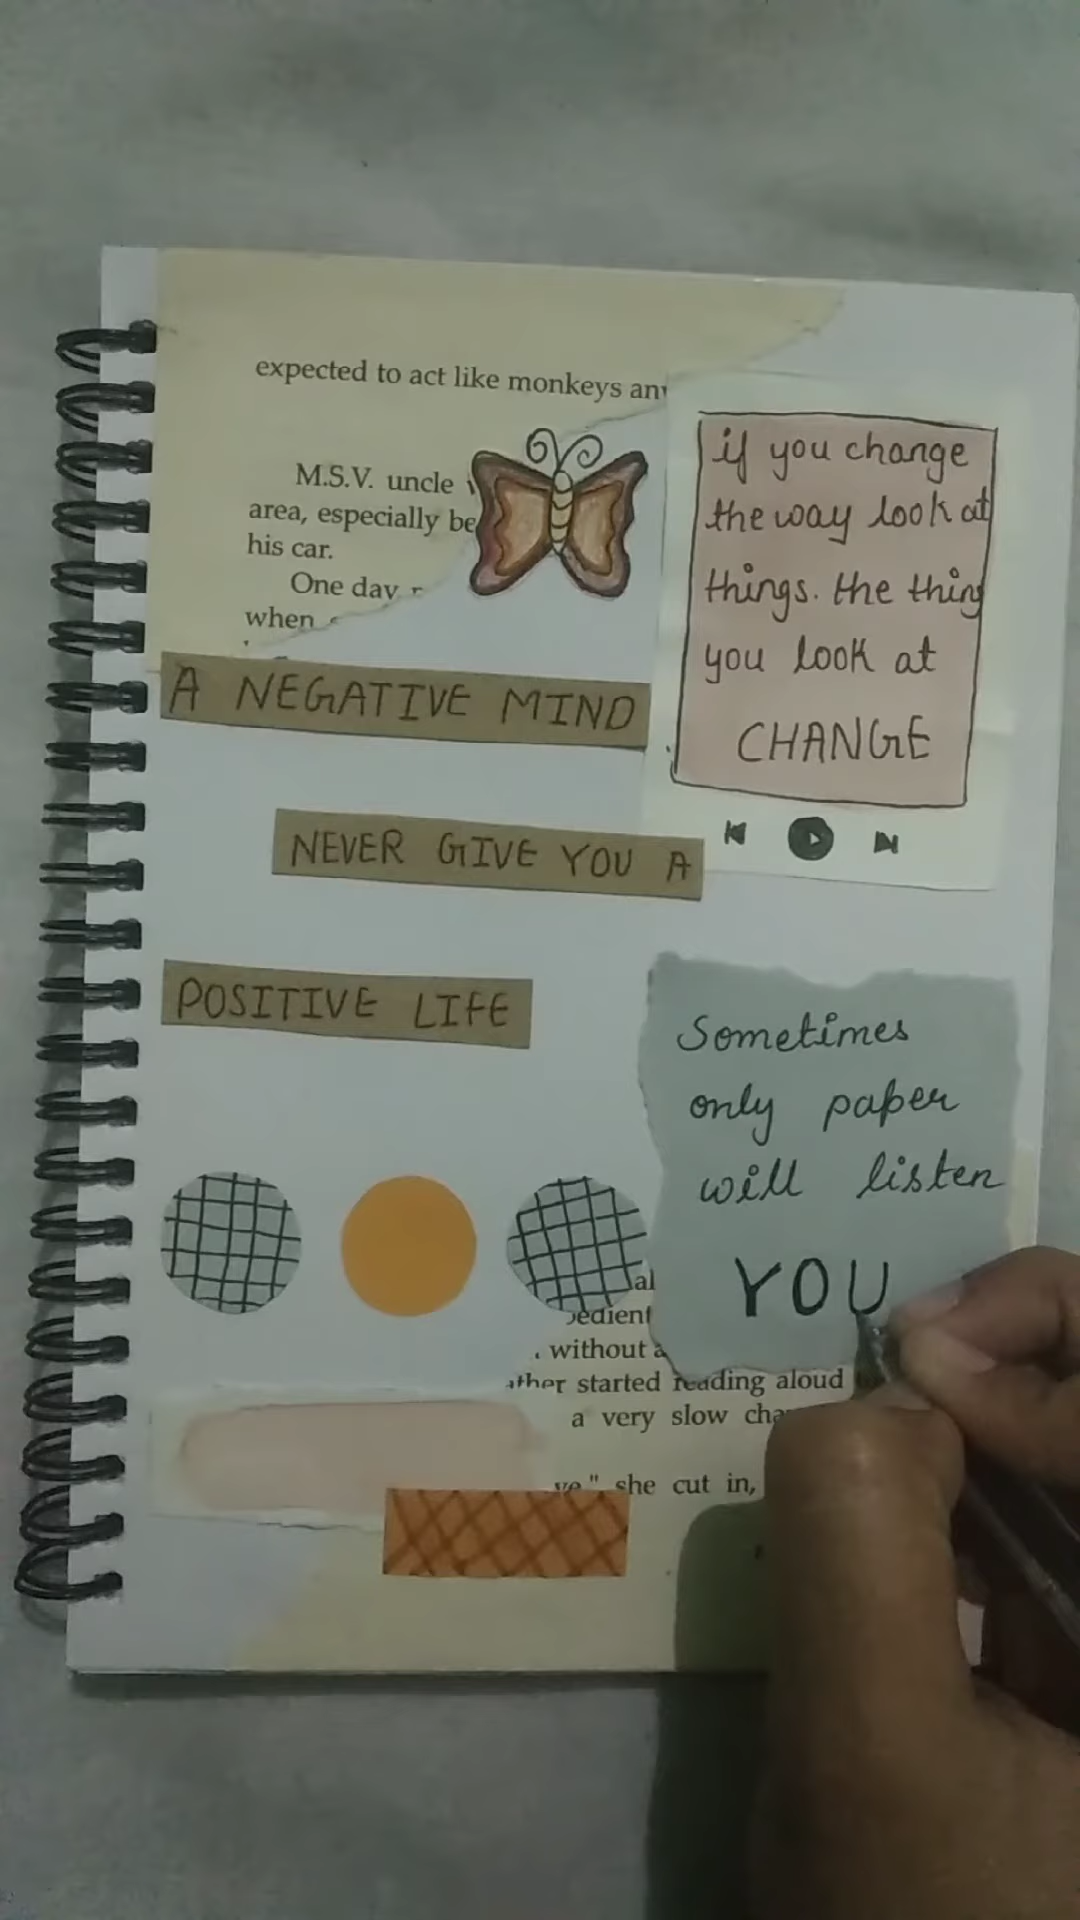 expected to act like monkeys
M.S.V. uncle
area, especially be
his car.
One day
when
if you change
the way look at
things. the thing
you look at
CHANGE
A NEGATIVE MIND
NEVER GIVE YOU A
POSITIVE LIFE
Sometimes
only paper
will listen
YOU
without a
started reading aloud
a very slow
she cut in,